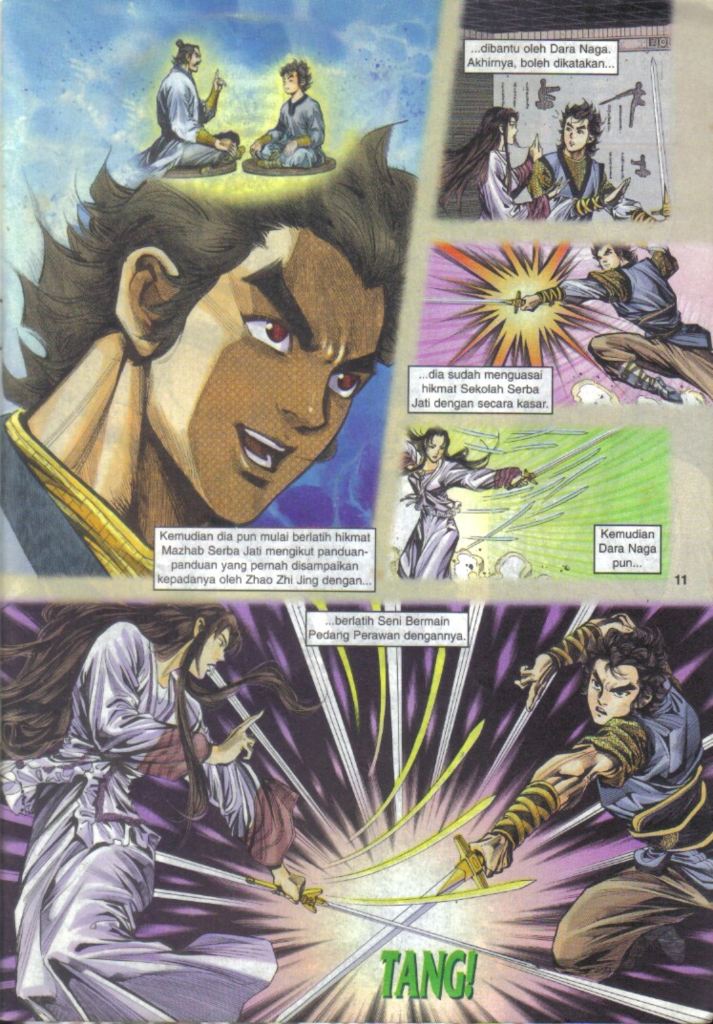 Kemudian dia pun mulai berlatih hikmat
Mazhab Serba Jati mengikut panduan-
panduan yang pernah disampaikan
kepadanya oleh Zhao Zhi Jing dengan...
...dibantu oleh Dara Naga.
Akhirnya, boleh dikatakan...
...dia sudah menguasai
hikmat Sekolah Serba
Jati dengan secara kasar.
Kemudian
Dara Naga
pun...
11
...berlatih Seni Bermain
Pedang Perawan dengannya.
TANG!